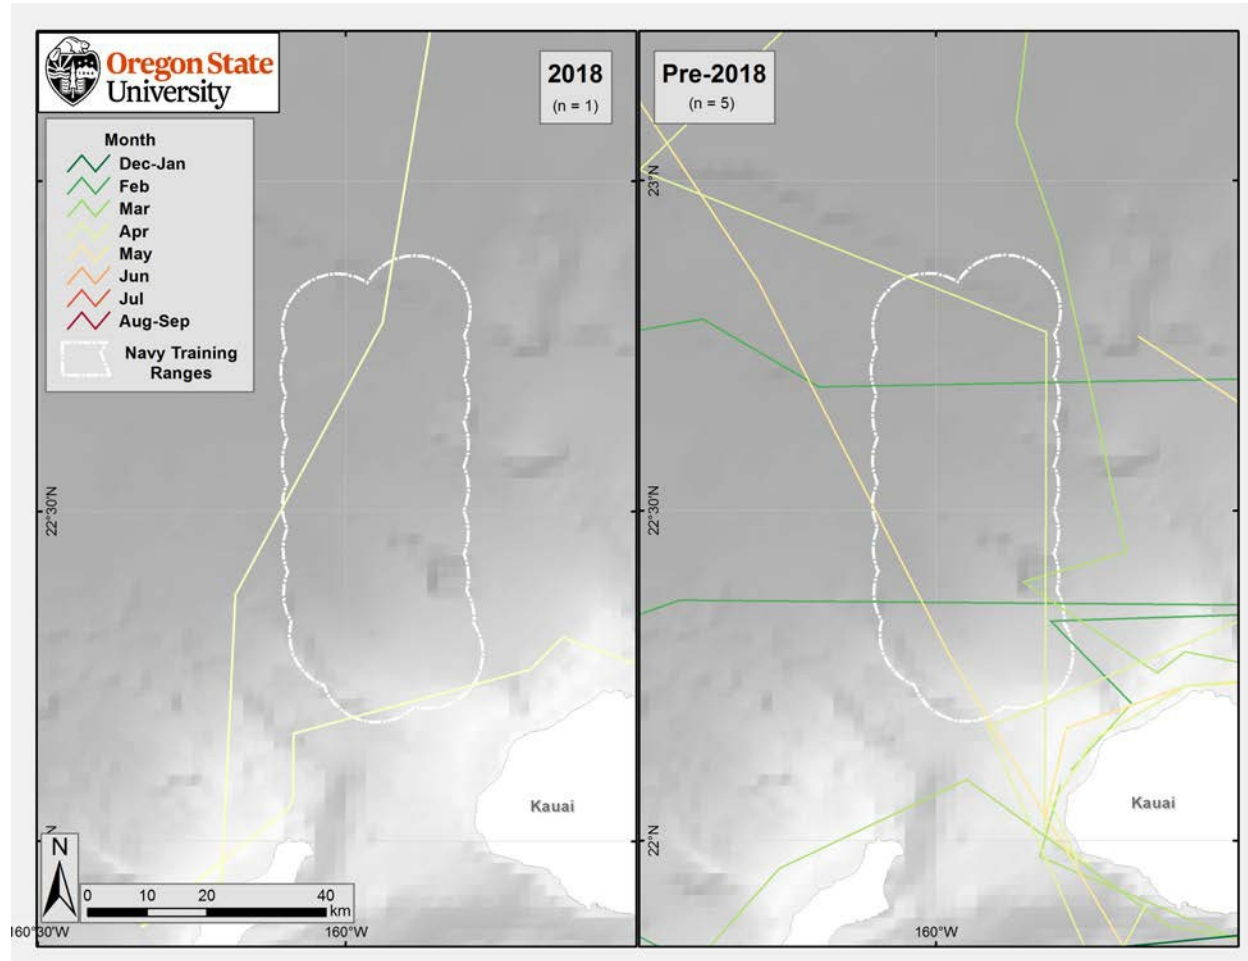 Oregon State
University
2018
(n = 1)
Pre-2018
(n = 5)
Month
Dec-Jan
Feb
Mar
Apr
May
Jun
Jul
Aug-Sep
Navy Training
Ranges
22°30'N
23°N
22°30'N
22°N
Kauai
Kauai
N
N
0 10 20 40
km
160°30'W
160°W
160°W